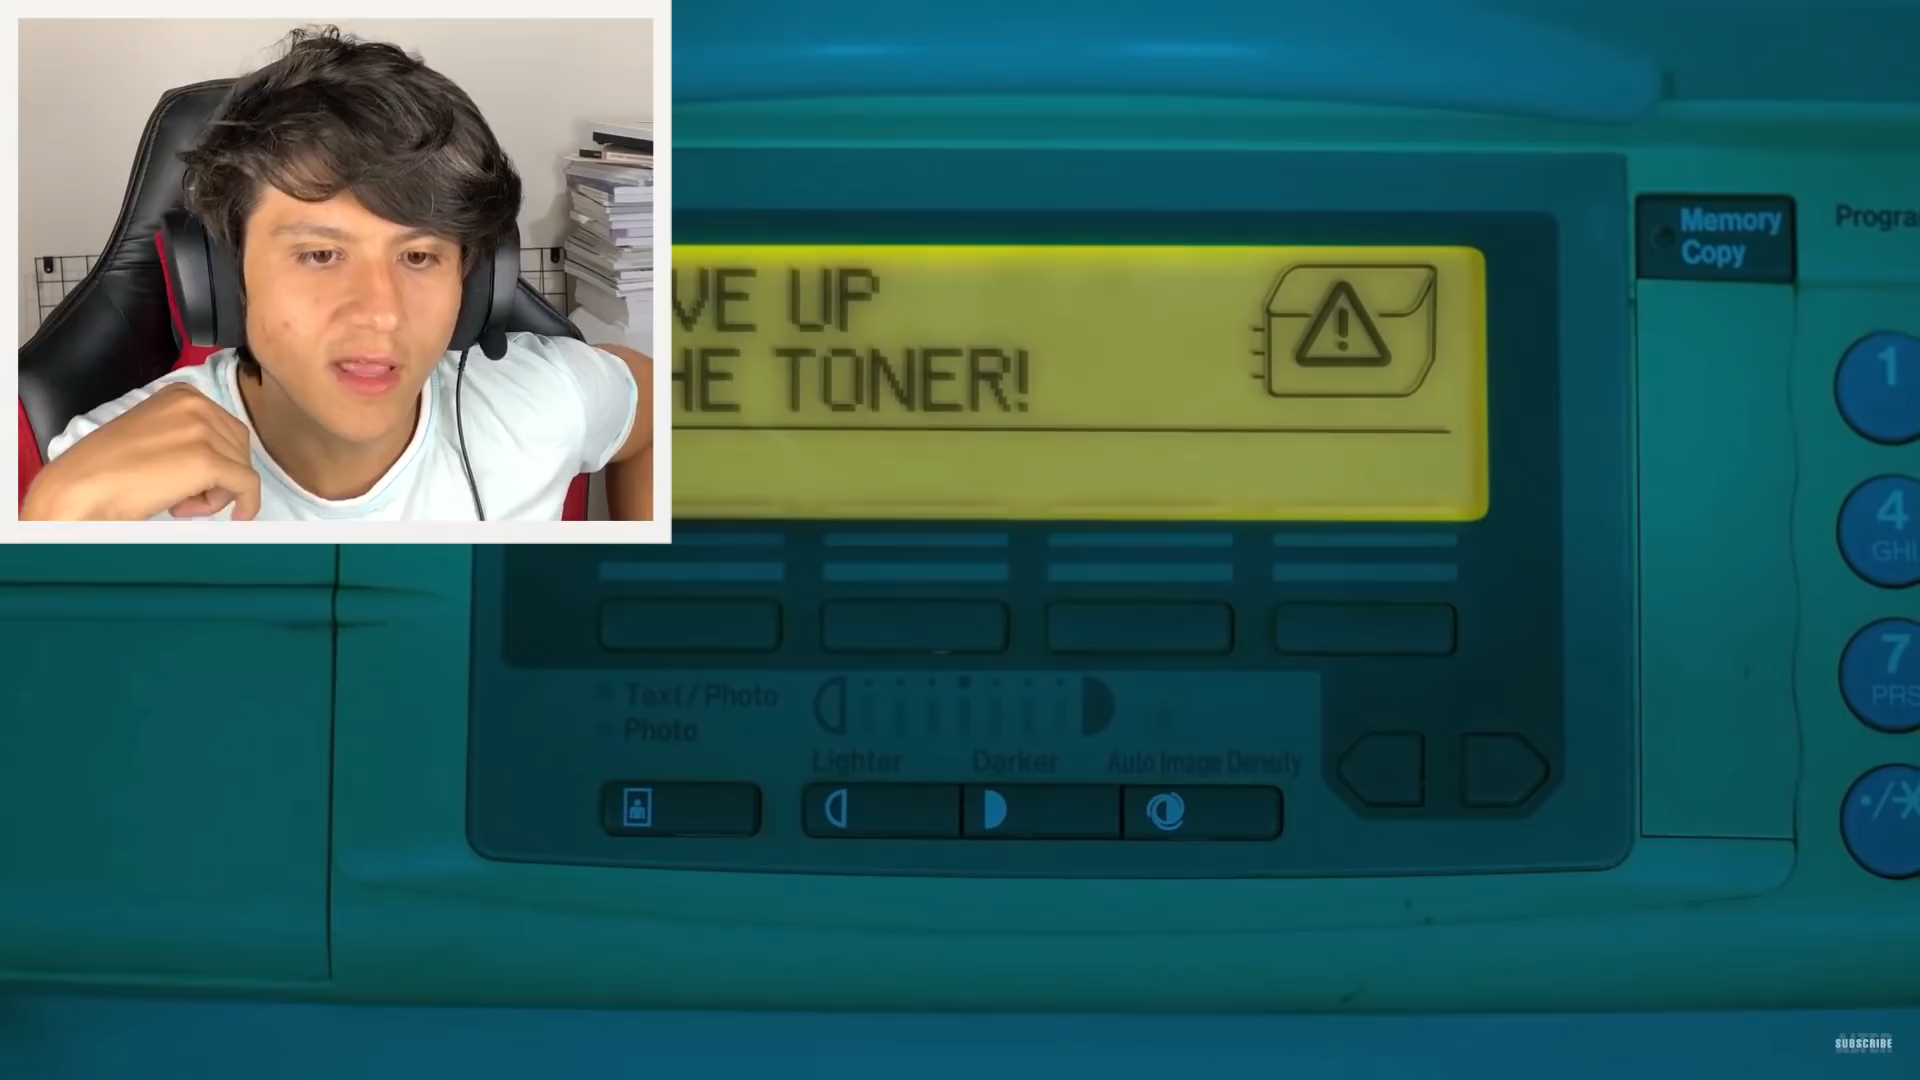 VE UP
HE TONER!
Memory
Copy
Progra
1
4
GHI
7
PRS
Text/Photo
Photo
Lighter
Darker
Auto Image Density
SUBSCRIBE